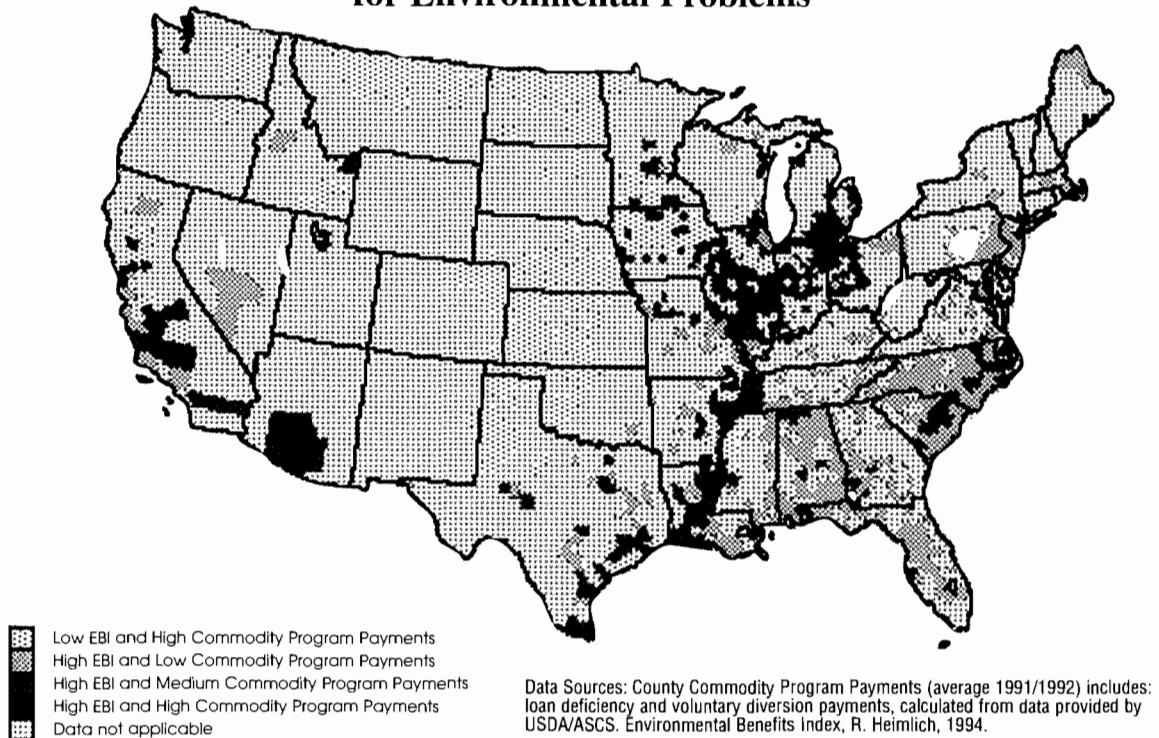 for Environmental Problems
Low EBI and High Commodity Program Payments
High EBI and Low Commodity Program Payments
High EBI and Medium Commodity Program Payments
High EBI and High Commodity Program Payments
Data not applicable
Data Sources: County Commodity Program Payments (average 1991/1992) includes:
loan deficiency and voluntary diversion payments, calculated from data provided by
USDA/ASCS. Environmental Benefits Index, R. Heimlich, 1994.